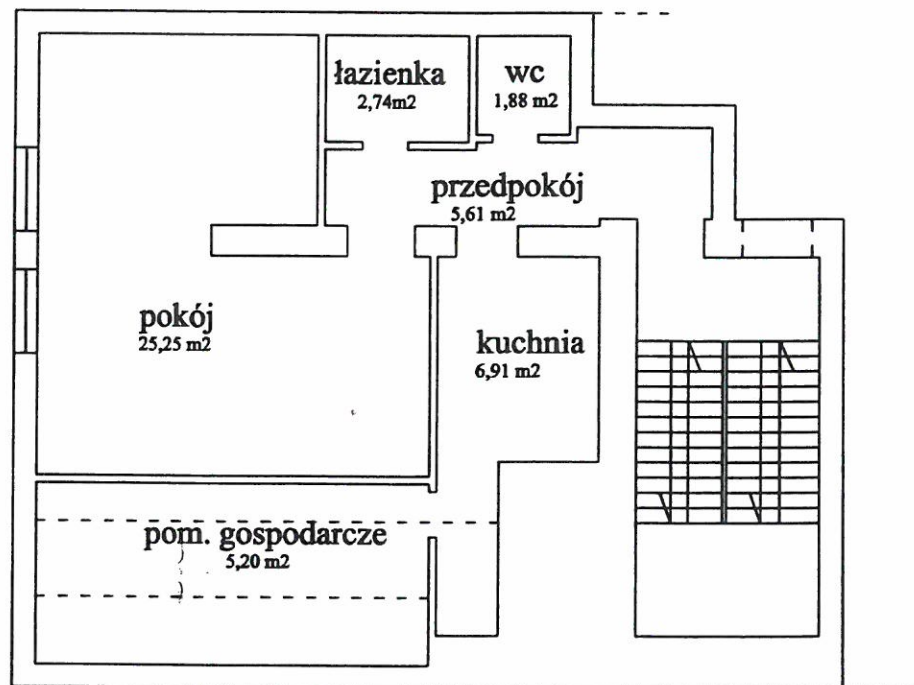 łazienka
2,74m2
wc
1,88 m2
przedpokój
5,61 m2
pokój
25,25 m2
kuchnia
6,91 m2
pom. gospodarcze
5,20 m2